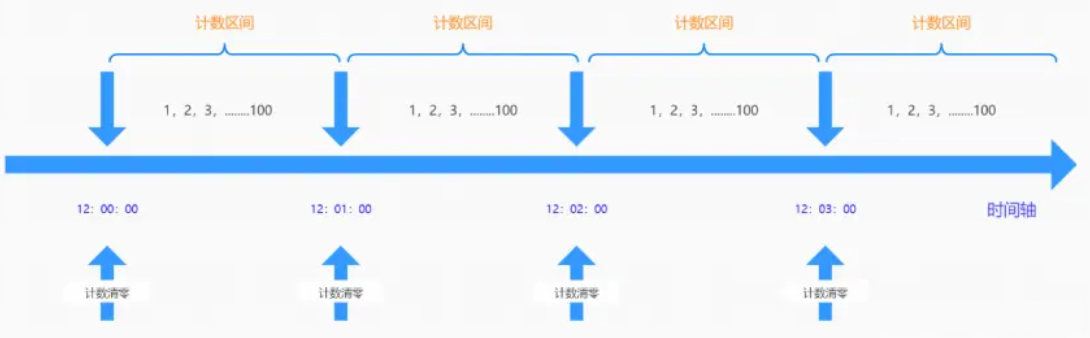 计数区间 计数区间 计数区间 计数区间
1，2，3，........100 1，2，3，........100 1，2，3，........100 1，2，3，........100
12：00：00 12：01：00 12：02：00 12：03：00 时间轴
计数清零 计数清零 计数清零 计数清零